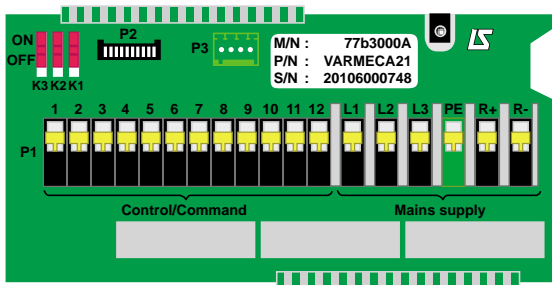 ON
OFF
K3 K2 K1
P2
P3
M/N : 77b3000A
P/N : VARMECA21
S/N : 20106000748
LS
P1
1 2 3 4 5 6 7 8 9 10 11 12 L1 L2 L3 PE R+ R-
Control/Command
Mains supply